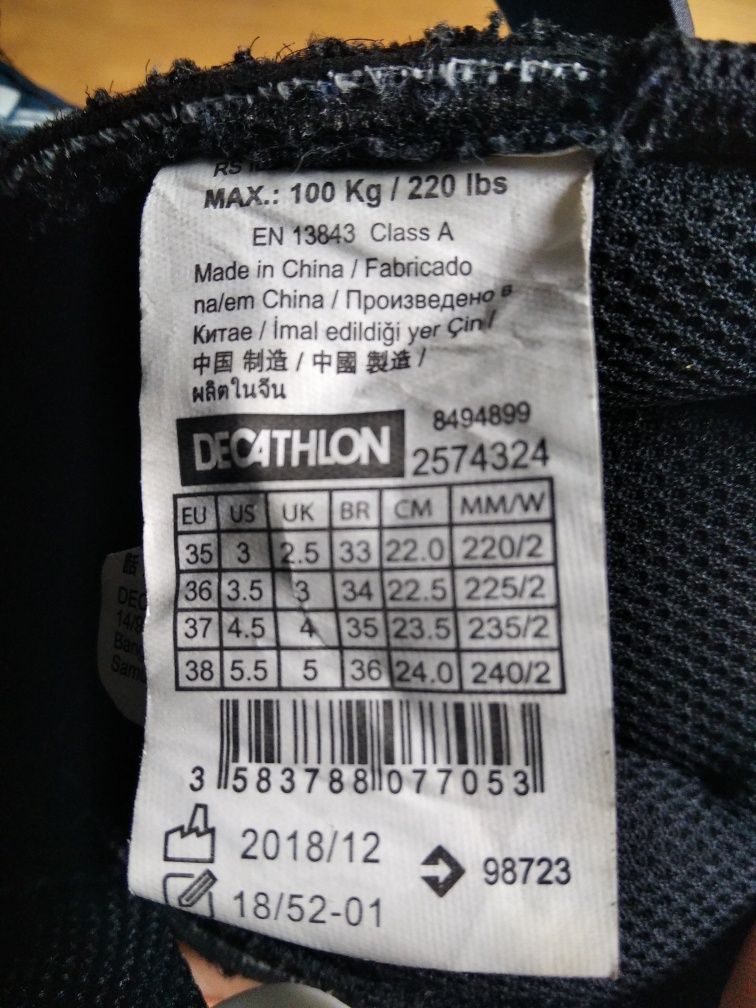 RS
MAX.: 100 Kg / 220 lbs
EN 13843 Class A
Made in China / Fabricado
na/em China / Произведено в
Китае / İmal edildiği yer Çin /
中国 制造 / 中國 製造 /
ผลิตในจีน
DECATHLON 8494899
2574324
EU US UK BR CM MM/W
35 3 2.5 33 22.0 220/2
36 3.5 3 34 22.5 225/2
37 4.5 4 35 23.5 235/2
38 5.5 5 36 24.0 240/2
3 583788 077053
2018/12
98723
18/52-01